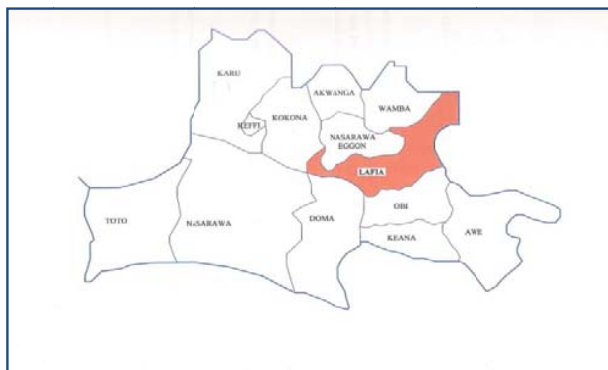 KARU
AKWANGA
WAMBA
KEFFI
KOKONA
NASARAWA
EGGON
LAFIA
OBI
TOTO
NASARAWA
DOMA
KEANA
AWE